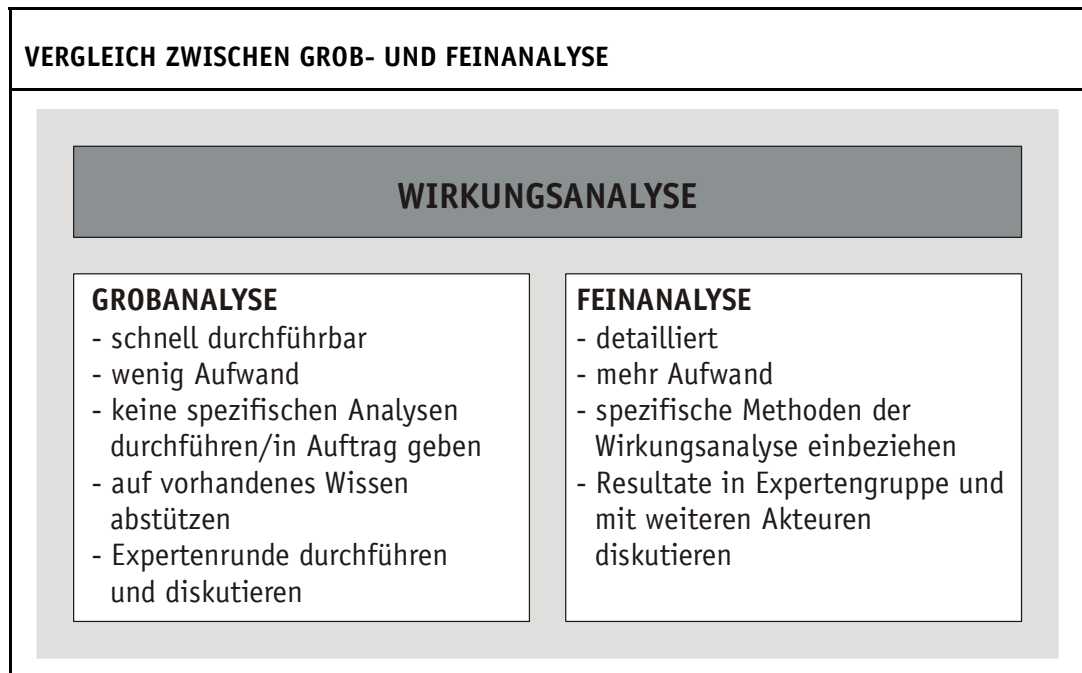 VERGLEICH ZWISCHEN GROB- UND FEINANALYSE
WIRKUNGSANALYSE
GROBANALYSE
- schnell durchführbar
- wenig Aufwand
- keine spezifischen Analysen
durchführen/in Auftrag geben
- auf vorhandenes Wissen
abstützen
- Expertenrunde durchführen
und diskutieren
FEINANALYSE
- detailliert
- mehr Aufwand
- spezifische Methoden der
Wirkungsanalyse einbeziehen
- Resultate in Expertengruppe und
mit weiteren Akteuren
diskutieren